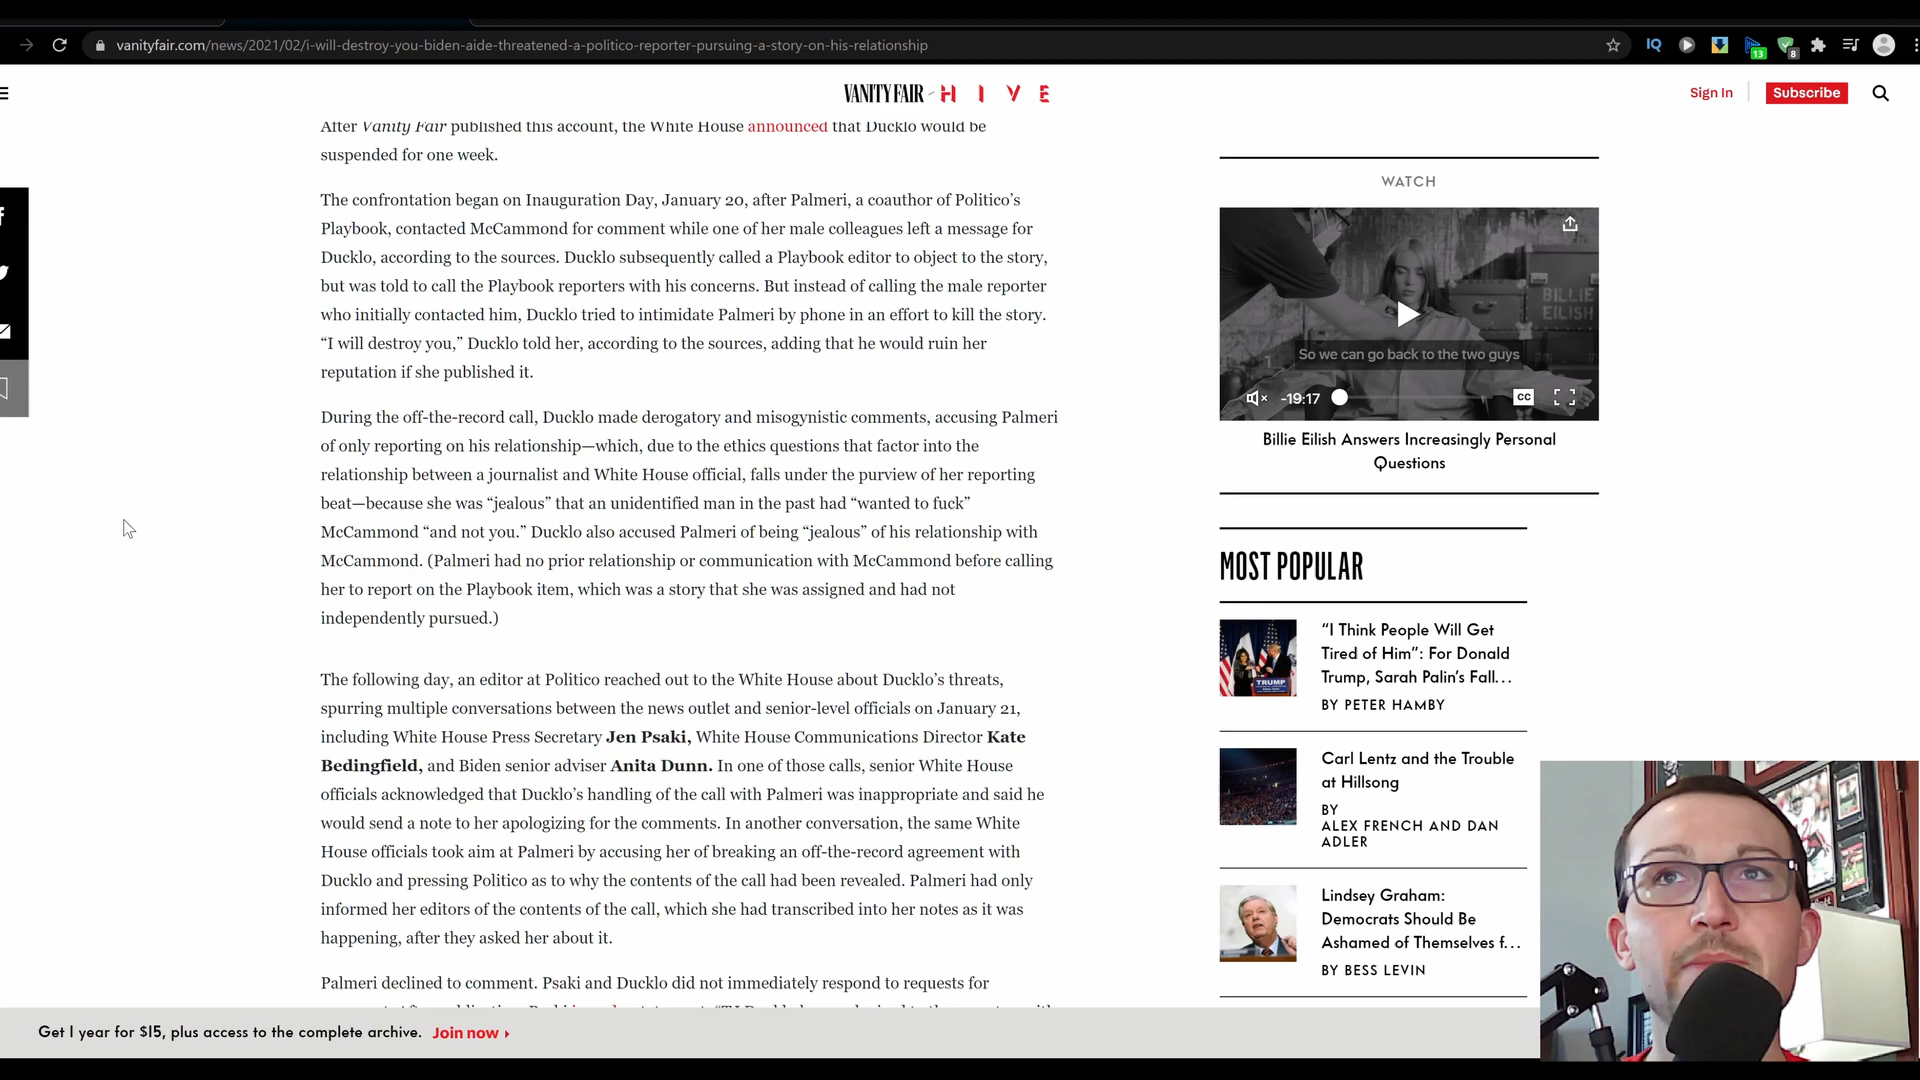 vanityfair.com/news/2021/02/i-will-destroy-you-biden-aide-threatened-a-politico-reporter-pursuing-a-story-on-his-relationship
IQ
13
8
VANITY FAIR HIVE
Sign In
Subscribe
After Vanity Fair published this account, the White House announced that Ducklo would be
suspended for one week.
The confrontation began on Inauguration Day, January 20, after Palmeri, a coauthor of Politico’s
Playbook, contacted McCammond for comment while one of her male colleagues left a message for
Ducklo, according to the sources. Ducklo subsequently called a Playbook editor to object to the story,
but was told to call the Playbook reporters with his concerns. But instead of calling the male reporter
who initially contacted him, Ducklo tried to intimidate Palmeri by phone in an effort to kill the story.
“I will destroy you,” Ducklo told her, according to the sources, adding that he would ruin her
reputation if she published it.
During the off-the-record call, Ducklo made derogatory and misogynistic comments, accusing Palmeri
of only reporting on his relationship—which, due to the ethics questions that factor into the
relationship between a journalist and White House official, falls under the purview of her reporting
beat—because she was “jealous” that an unidentified man in the past had “wanted to fuck”
McCammond “and not you.” Ducklo also accused Palmeri of being “jealous” of his relationship with
McCammond. (Palmeri had no prior relationship or communication with McCammond before calling
her to report on the Playbook item, which was a story that she was assigned and had not
independently pursued.)
The following day, an editor at Politico reached out to the White House about Ducklo’s threats,
spurring multiple conversations between the news outlet and senior-level officials on January 21,
including White House Press Secretary Jen Psaki, White House Communications Director Kate
Bedingfield, and Biden senior adviser Anita Dunn. In one of those calls, senior White House
officials acknowledged that Ducklo’s handling of the call with Palmeri was inappropriate and said he
would send a note to her apologizing for the comments. In another conversation, the same White
House officials took aim at Palmeri by accusing her of breaking an off-the-record agreement with
Ducklo and pressing Politico as to why the contents of the call had been revealed. Palmeri had only
informed her editors of the contents of the call, which she had transcribed into her notes as it was
happening, after they asked her about it.
Palmeri declined to comment. Psaki and Ducklo did not immediately respond to requests for
WATCH
BILLIE
EILISH
So we can go back to the two guys
-19:17
CC
Billie Eilish Answers Increasingly Personal
Questions
MOST POPULAR
TRUMP
“I Think People Will Get
Tired of Him”: For Donald
Trump, Sarah Palin’s Fall…
BY PETER HAMBY
Carl Lentz and the Trouble
at Hillsong
BY
ALEX FRENCH AND DAN
ADLER
Lindsey Graham:
Democrats Should Be
Ashamed of Themselves f…
BY BESS LEVIN
Get 1 year for $15, plus access to the complete archive. Join now